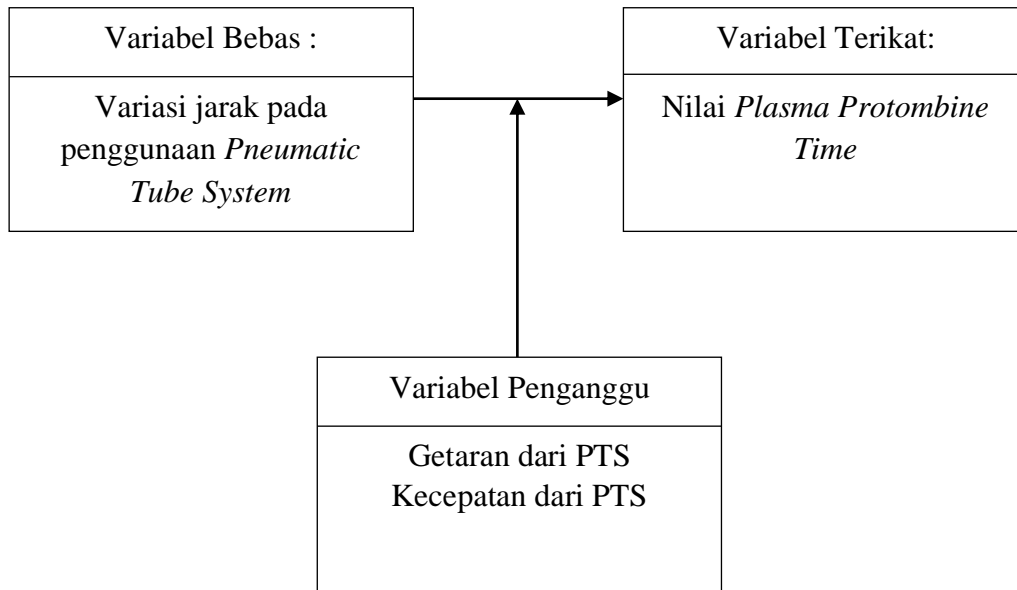 Variabel Bebas :
Variasi jarak pada
penggunaan Pneumatic
Tube System
Variabel Terikat:
Nilai Plasma Protombine
Time
Variabel Penganggu
Getaran dari PTS
Kecepatan dari PTS